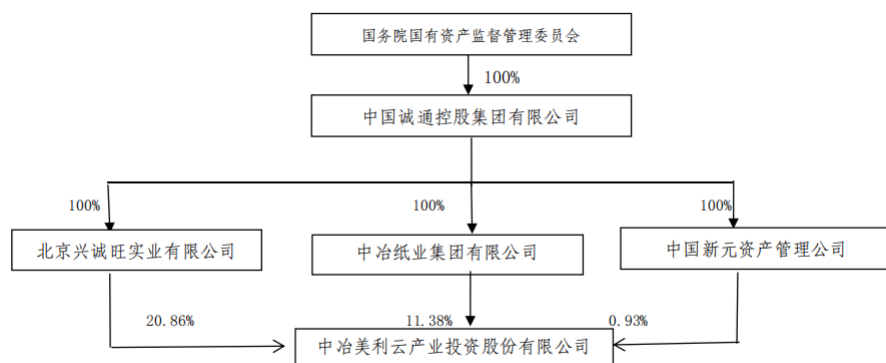 国务院国有资产监督管理委员会
100%
中国诚通控股集团有限公司
100%
100%
100%
北京兴诚旺实业有限公司
中冶纸业集团有限公司
中国新元资产管理公司
20.86%
11.38%
0.93%
中冶美利云产业投资股份有限公司